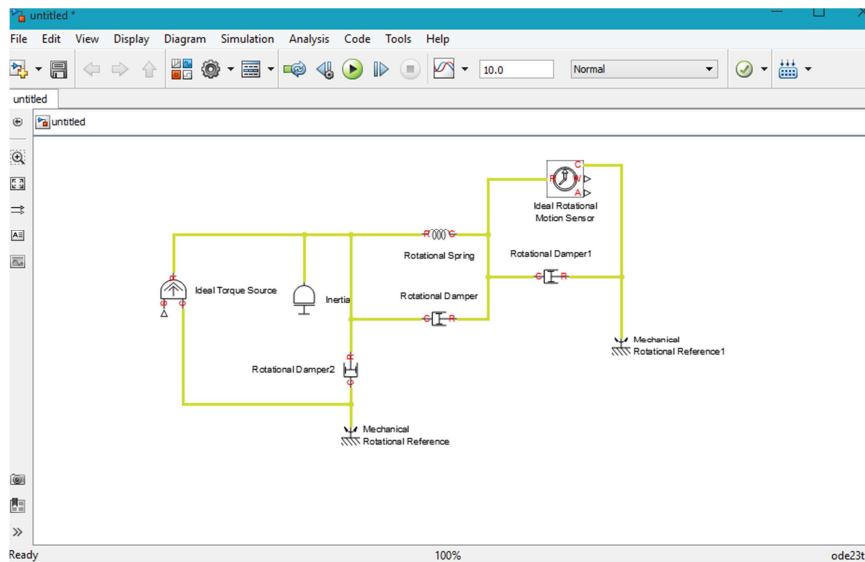 untitled *
File Edit View Display Diagram Simulation Analysis Code Tools Help
10.0 Normal
untitled
untitled
C
R W
A
Ideal Rotational
Motion Sensor
R C
Rotational Spring
Rotational Damper1
C R
R
Ideal Torque Source
S C
Inertia
Rotational Damper
C R
Mechanical
Rotational Reference1
R
Rotational Damper2
C
Mechanical
Rotational Reference
Ready 100% ode23t